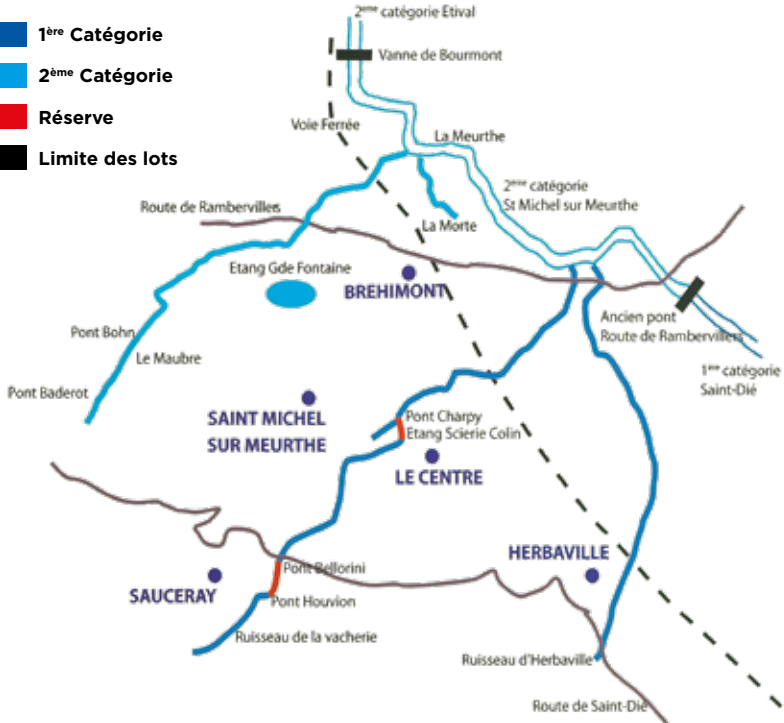 1ère Catégorie
2ème Catégorie
Réserve
Limite des lots
2ème catégorie Etival
Vanne de Bourmont
Voie Ferrée
La Meurthe
2ème catégorie
St Michel sur Meurthe
Route de Rambervillers
La Morte
Etang Gde Fontaine
BREHIMONT
Ancien pont
Route de Rambervillers
Pont Bohn
Le Maubre
Pont Baderot
1ère catégorie
Saint-Dié
SAINT MICHEL
SUR MEURTHE
Pont Charpy
Etang Scierie Colin
LE CENTRE
HERBAVILLE
Pont Bellorini
SAUCERAY
Pont Houvion
Ruisseau de la vacherie
Ruisseau d'Herbaville
Route de Saint-Dié